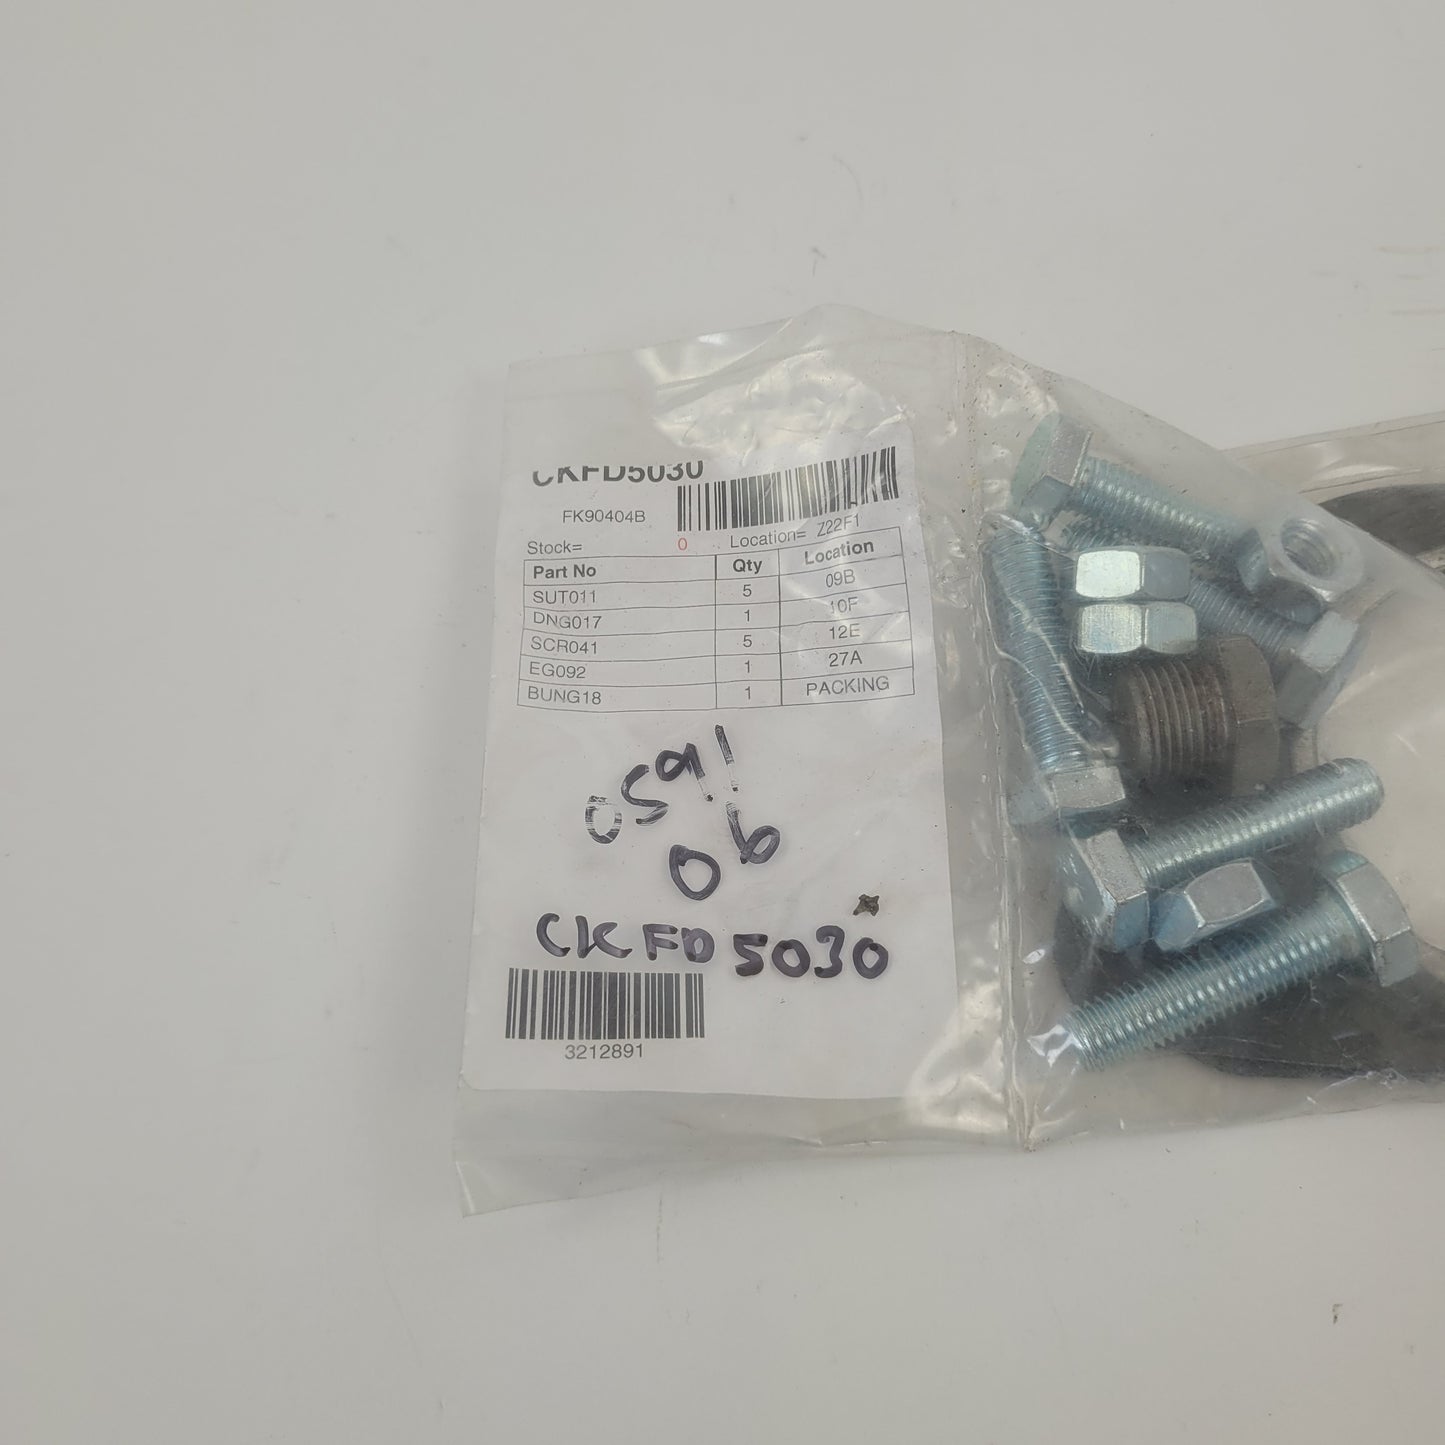 CKFD5030
FK90404B
Stock= 0 Location= Z22F1
Part No Qty Location
SUT011 5 09B
DNG017 1 10F
SCR041 5 12E
EG092 1 27A
BUNG18 1 PACKING
06
CKFD5030
3212891